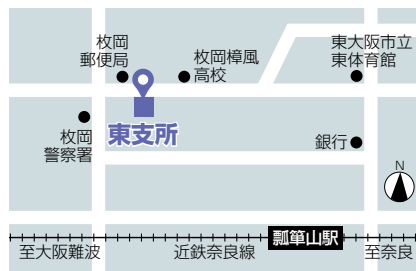 枚岡
郵便局
枚岡樟風
高校
東大阪市立
東体育館
東支所
枚岡
警察署
銀行
N
瓢簞山駅
至大阪難波
近鉄奈良線
至奈良